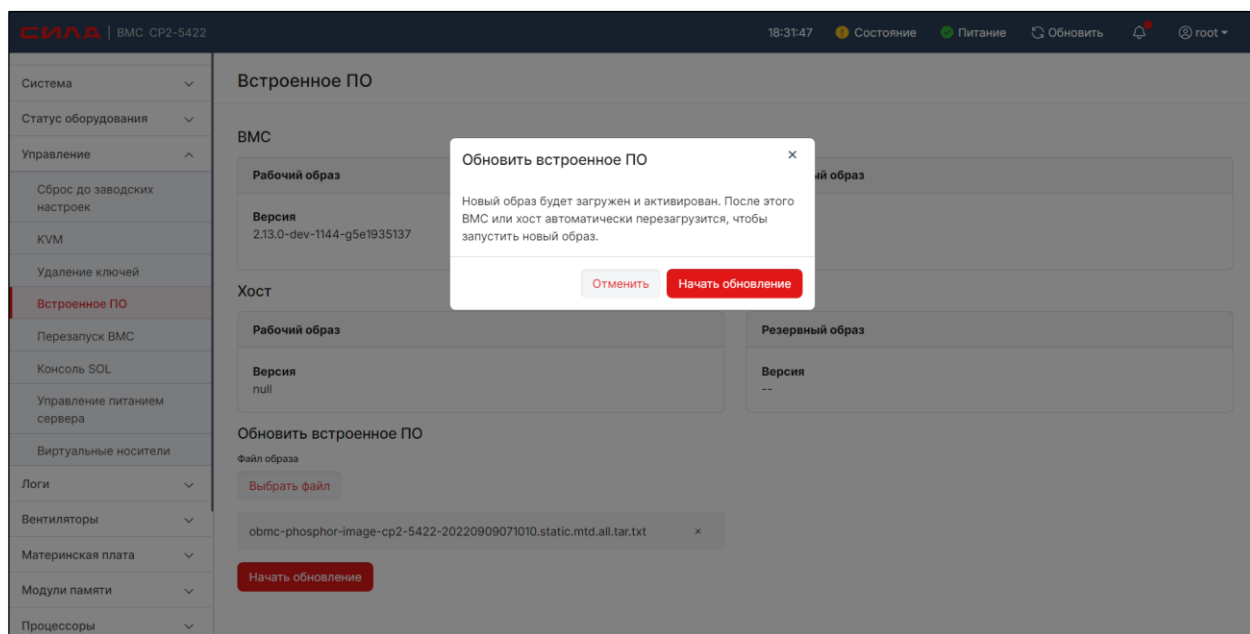 СИЛА | BMC CP2-5422
18:31:47 Состояние Питание Обновить root
Система
Статус оборудования
Управление
Сброс до заводских
настроек
KVM
Удаление ключей
Встроенное ПО
Перезапуск BMC
Консоль SOL
Управление питанием
сервера
Виртуальные носители
Логи
Вентиляторы
Материнская плата
Модули памяти
Процессоры
Встроенное ПО
BMC
Рабочий образ
ый образ
Версия
2.13.0-dev-1144-g5e1935137
Обновить встроенное ПО ×
Новый образ будет загружен и активирован. После этого
BMC или хост автоматически перезагрузится, чтобы
запустить новый образ.
Отменить Начать обновление
Хост
Рабочий образ
Версия
null
Резервный образ
Версия
--
Обновить встроенное ПО
Файл образа
Выбрать файл
obmc-phosphor-image-cp2-5422-20220909071010.static.mtd.all.tar.txt ×
Начать обновление